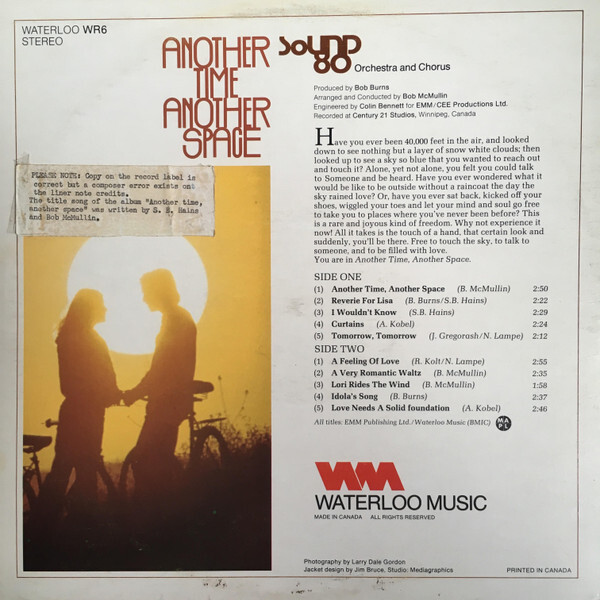 WATERLOO WR6
STEREO
ANOTHER
TIME
ANOTHER
SPACE
SOUND
80 Orchestra and Chorus
Produced by Bob Burns
Arranged and Conducted by Bob McMullin
Engineered by Colin Bennett for EMM/CEE Productions Ltd.
Recorded at Century 21 Studios, Winnipeg, Canada
PLEASE NOTE: Copy on the record label is
correct but a composer error exists on
the liner note credits.
The title song of the album "Another time,
another space" was written by S. B. Hains
and Bob McMullin.
Have you ever been 40,000 feet in the air, and looked
down to see nothing but a layer of snow white clouds; then
looked up to see a sky so blue that you wanted to reach out
and touch it? Alone, yet not alone, you felt you could talk
to Someone and be heard. Have you ever wondered what it
would be like to be outside without a raincoat the day the
sky rained love? Or, have you ever sat back, kicked off your
shoes, wiggled your toes and let your mind and soul go free
to take you to places where you've never been before? This
is a rare and joyous kind of freedom. Why not experience it
now! All it takes is the touch of a hand, that certain look and
suddenly, you'll be there. Free to touch the sky, to talk to
someone, and to be filled with love.
You are in Another Time, Another Space.
SIDE ONE
(1) Another Time, Another Space (B. McMullin) 2:50
(2) Reverie For Lisa (B. Burns/S.B. Hains) 2:22
(3) I Wouldn't Know (S.B. Hains) 2:29
(4) Curtains (A. Kobel) 2:24
(5) Tomorrow, Tomorrow (J. Gregorash/N. Lampe) 2:12
SIDE TWO
(1) A Feeling Of Love (R. Kolt/N. Lampe) 2:55
(2) A Very Romantic Waltz (B. McMullin) 2:35
(3) Lori Rides The Wind (B. McMullin) 1:58
(4) Idola's Song (B. Burns) 2:37
(5) Love Needs A Solid foundation (A. Kobel) 2:46
All titles: EMM Publishing Ltd./Waterloo Music (BMIC) MAPL
WM
WATERLOO MUSIC
MADE IN CANADA ALL RIGHTS RESERVED
Photography by Larry Dale Gordon
Jacket design by Jim Bruce, Studio: Mediagraphics
PRINTED IN CANADA